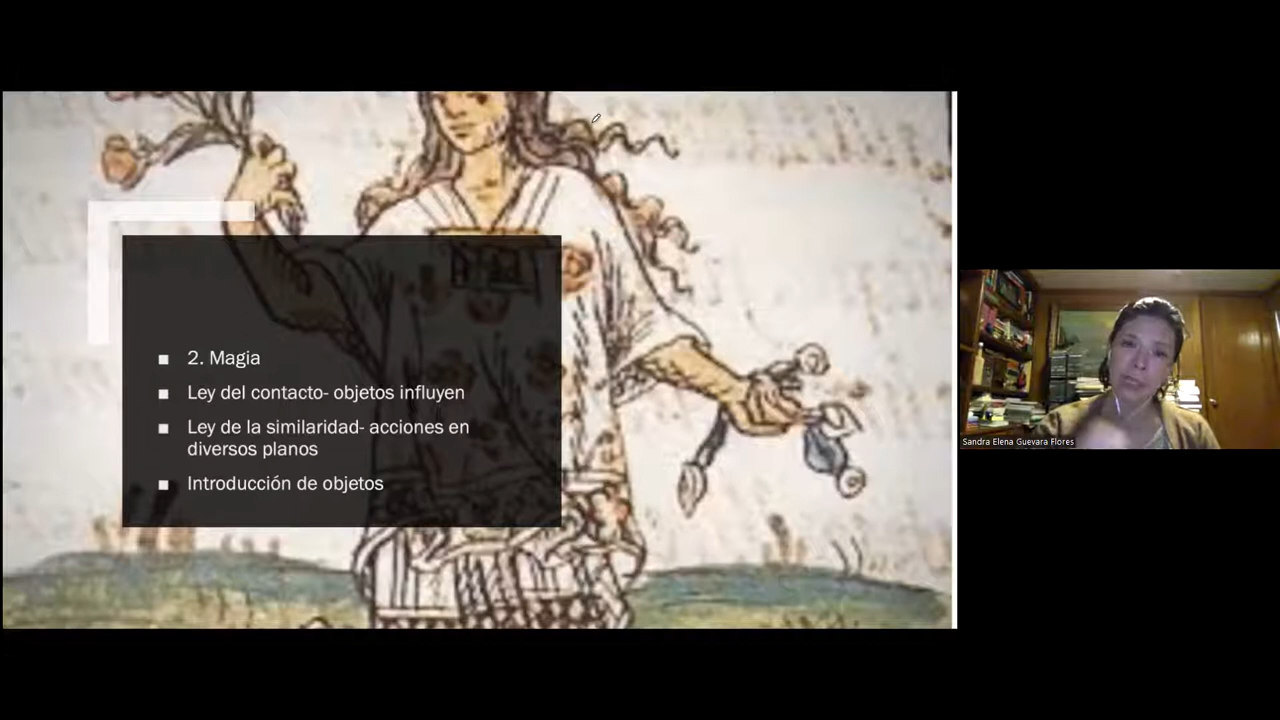 2. Magia
Ley del contacto- objetos influyen
Ley de la similaridad- acciones en
diversos planos
Introducción de objetos
Sandra Elena Guevara Flores